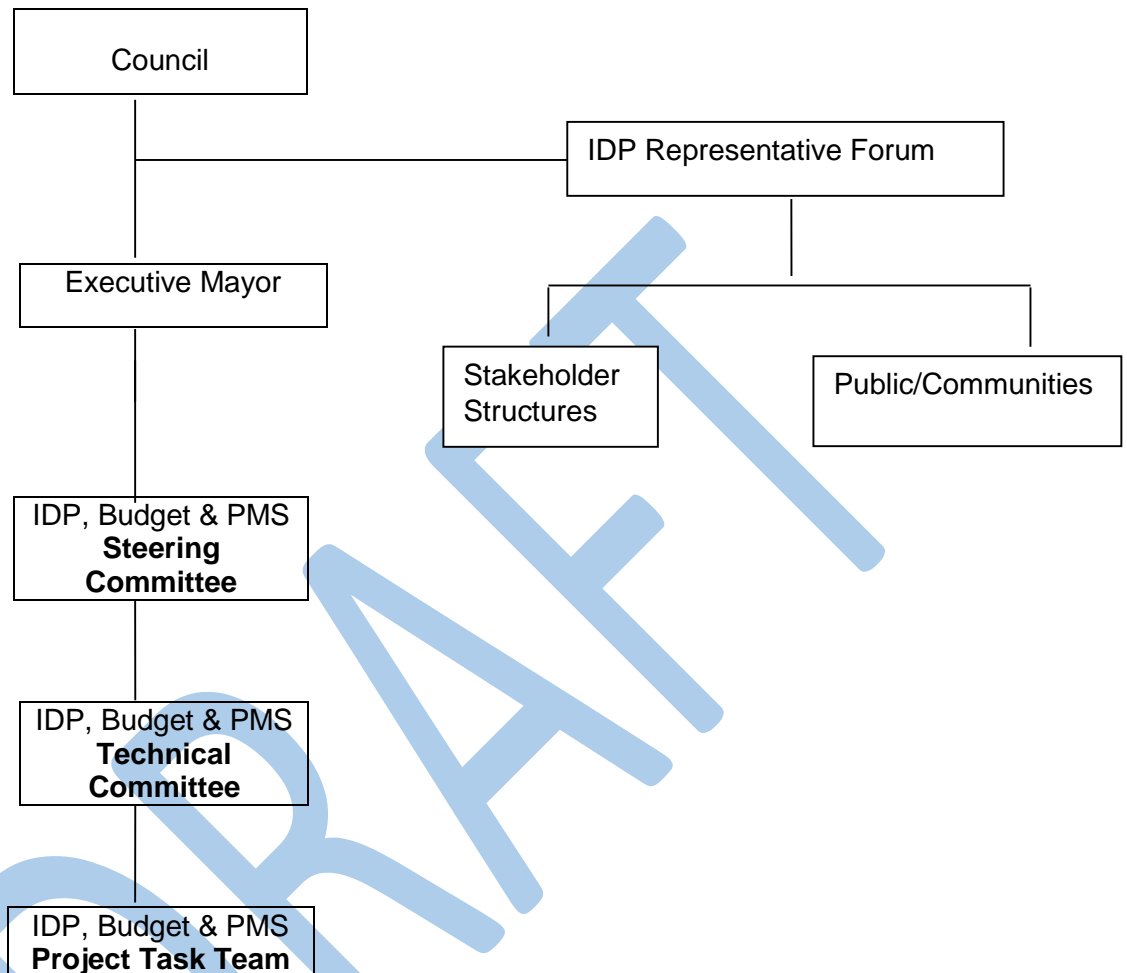 Council
IDP Representative Forum
Executive Mayor
Stakeholder
Structures
Public/Communities
IDP, Budget & PMS
Steering
Committee
IDP, Budget & PMS
Technical
Committee
IDP, Budget & PMS
Project Task Team
DRAFT